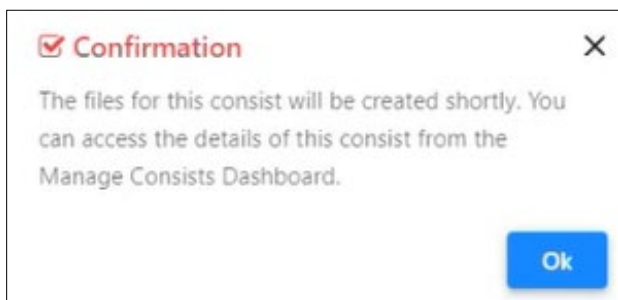 Confirmation
The files for this consist will be created shortly. You
can access the details of this consist from the
Manage Consists Dashboard.
Ok